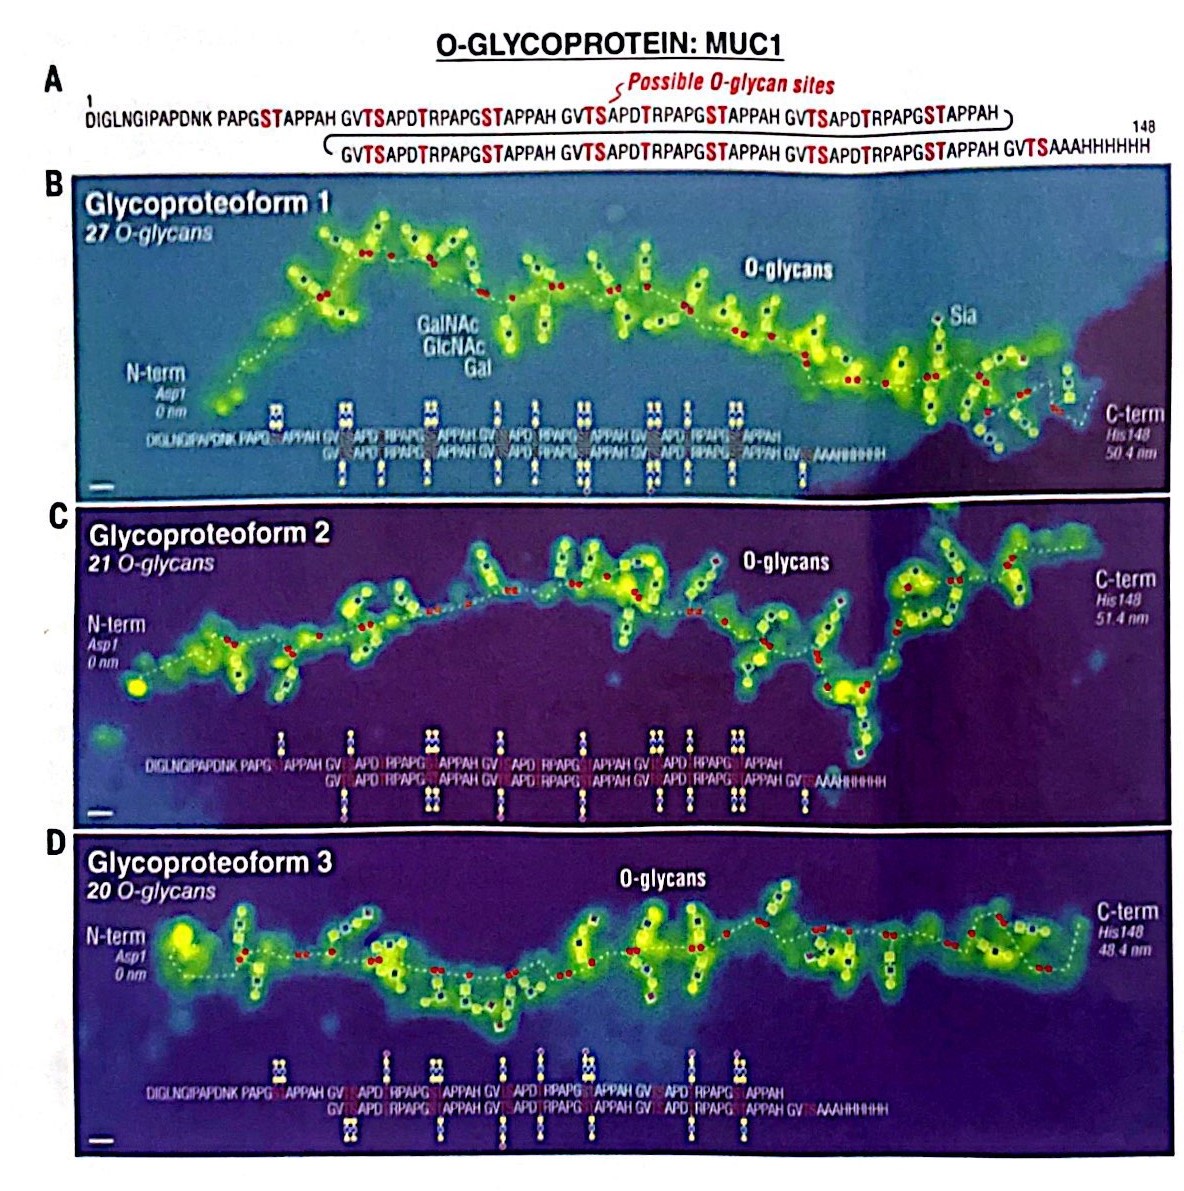 O-GLYCOPROTEIN: MUC1
A
Possible O-glycan sites
1
DIGLNGIPAPDNK PAPGSTAPPAH GVTSAPDTRPAPGSTAPPAH GVTSAPDTRPAPGSTAPPAH GVTSAPDTRPAPGSTAPPAH
148
GVTSAPDTRPAPGSTAPPAH GVTSAPDTRPAPGSTAPPAH GVTSAPDTRPAPGSTAPPAH GVTSAAAHHHHHH
B
Glycoproteoform 1
27 O-glycans
O-glycans
Sia
GalNAc
GlcNAc
Gal
N-term
Asp1
0 nm
C-term
His148
50.4 nm
DIGLNGIPAPDNK PAPG APPAH GV APD RPAPG APPAH GV APD RPAPG APPAH GV APD RPAPG APPAH
GV APD RPAPG APPAH GV APD RPAPG APPAH GV APD RPAPG APPAH GV AAAHHHHHH
C
Glycoproteoform 2
21 O-glycans
O-glycans
N-term
Asp1
0 nm
C-term
His148
51.4 nm
DIGLNGIPAPDNK PAPG APPAH GV APD RPAPG APPAH GV APD RPAPG APPAH GV APD RPAPG APPAH
GV APD RPAPG APPAH GV APD RPAPG APPAH GV APD RPAPG APPAH GV AAAHHHHHH
D
Glycoproteoform 3
20 O-glycans
O-glycans
N-term
Asp1
0 nm
C-term
His148
48.4 nm
DIGLNGIPAPDNK PAPG APPAH GV APD RPAPG APPAH GV APD RPAPG APPAH GV APD RPAPG APPAH
GV APD RPAPG APPAH GV APD RPAPG APPAH GV APD RPAPG APPAH GV AAAHHHHHH